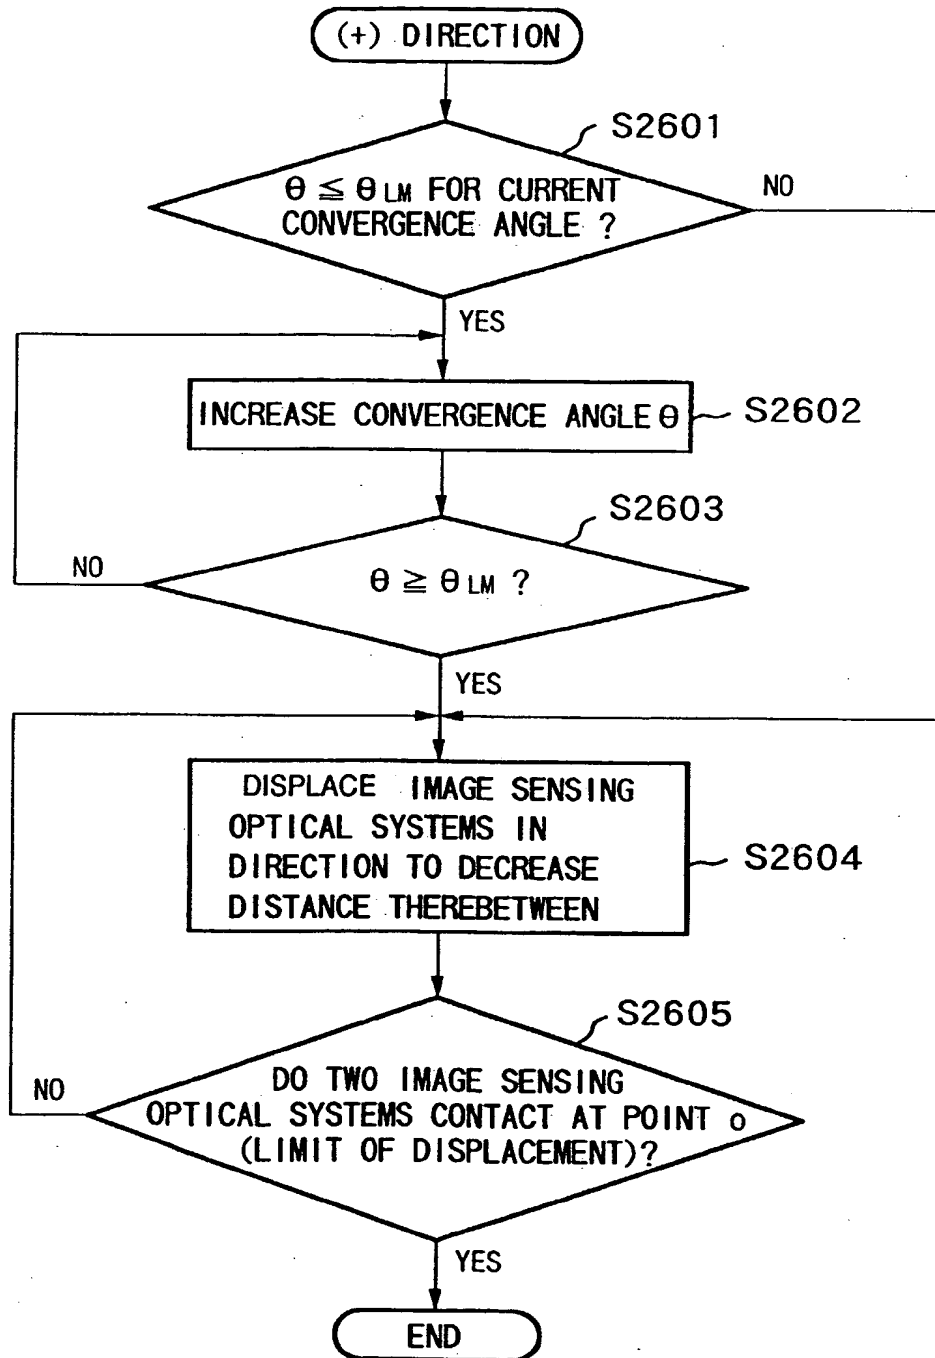 (+) DIRECTION
S2601
θ ≦ θLM FOR CURRENT
CONVERGENCE ANGLE ?
NO
YES
INCREASE CONVERGENCE ANGLE θ
S2602
S2603
NO
θ ≧ θLM ?
YES
DISPLACE IMAGE SENSING
OPTICAL SYSTEMS IN
DIRECTION TO DECREASE
DISTANCE THEREBETWEEN
S2604
S2605
NO
DO TWO IMAGE SENSING
OPTICAL SYSTEMS CONTACT AT POINT o
(LIMIT OF DISPLACEMENT)?
YES
END